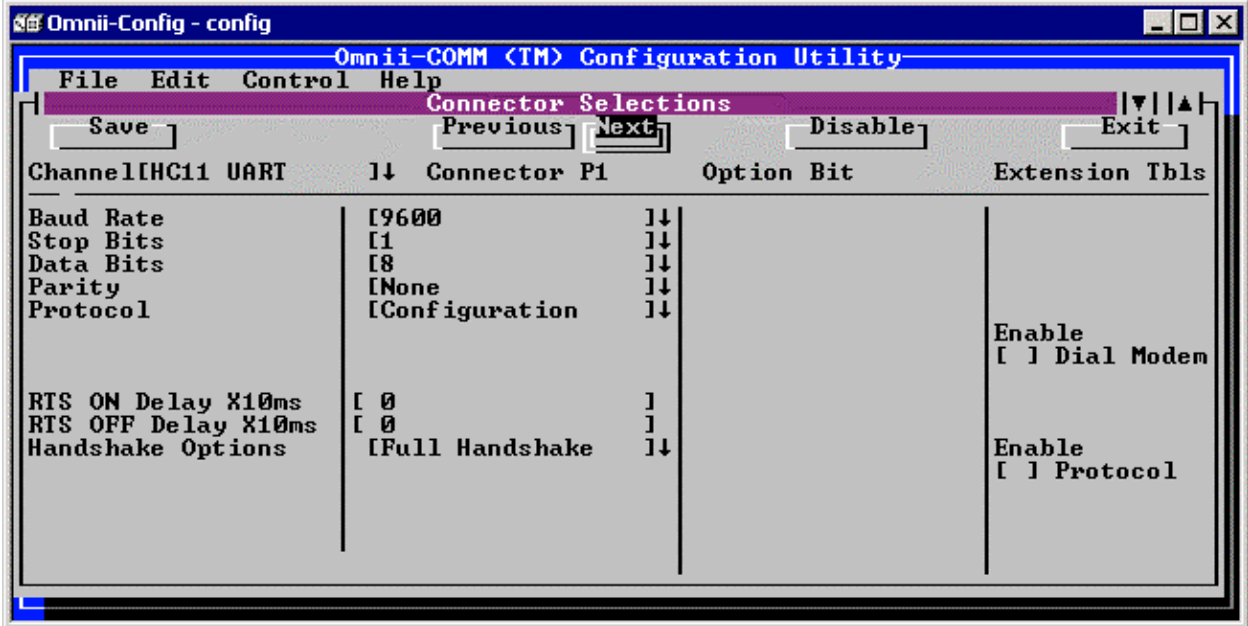 Omnii-Config - config
Omnii-COMM (TM) Configuration Utility
File Edit Control Help
Connector Selections
Save Previous Next Disable Exit
Channel[HC11 UART ]↓ Connector P1 Option Bit Extension Tbls
Baud Rate [9600 ]↓
Stop Bits [1 ]↓
Data Bits [8 ]↓
Parity [None ]↓
Protocol [Configuration ]↓
Enable
[ ] Dial Modem
RTS ON Delay X10ms [ 0 ]
RTS OFF Delay X10ms [ 0 ]
Handshake Options [Full Handshake ]↓ Enable
[ ] Protocol